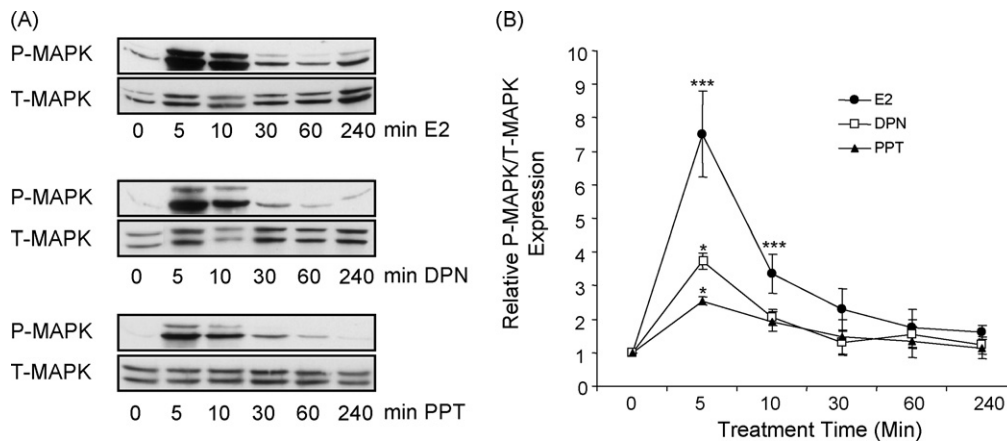 (A)
P-MAPK
T-MAPK
0 5 10 30 60 240 min E2
P-MAPK
T-MAPK
0 5 10 30 60 240 min DPN
P-MAPK
T-MAPK
0 5 10 30 60 240 min PPT
(B)
Relative P-MAPK/T-MAPK
Expression
10
9
8
7
6
5
4
3
2
1
0
***
***
*
*
E2
DPN
PPT
0 5 10 30 60 240
Treatment Time (Min)